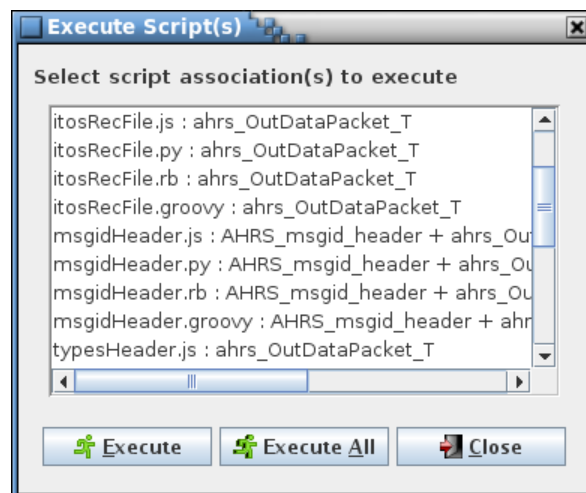 Execute Script(s)
Select script association(s) to execute
itosRecFile.js : ahrs_OutDataPacket_T
itosRecFile.py : ahrs_OutDataPacket_T
itosRecFile.rb : ahrs_OutDataPacket_T
itosRecFile.groovy : ahrs_OutDataPacket_T
msgidHeader.js : AHRS_msgid_header + ahrs_Ou
msgidHeader.py : AHRS_msgid_header + ahrs_Ou
msgidHeader.rb : AHRS_msgid_header + ahrs_Ou
msgidHeader.groovy : AHRS_msgid_header + ahr
typesHeader.js : ahrs_OutDataPacket_T
Execute Execute All Close